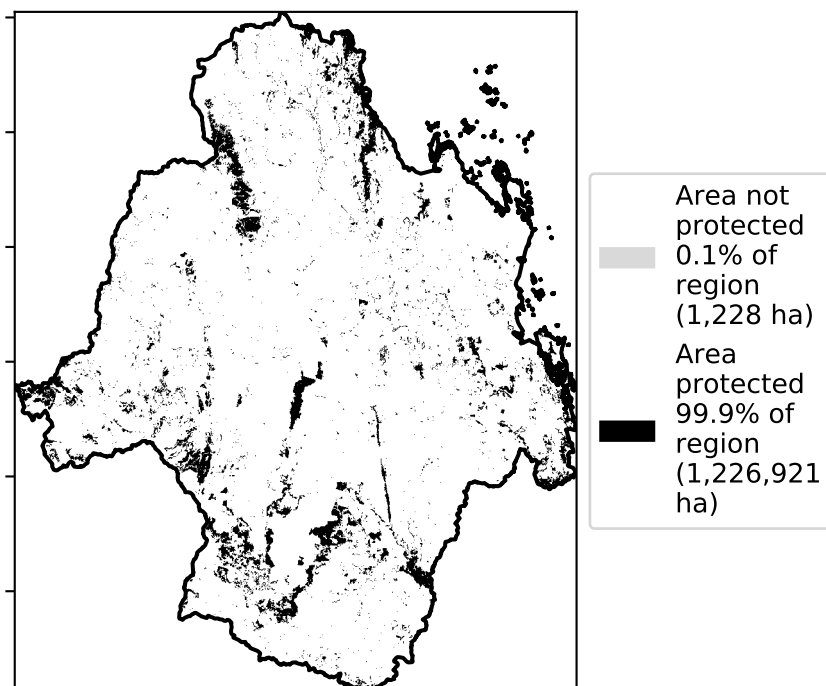 Area not
protected
0.1% of
region
(1,228 ha)
Area
protected
99.9% of
region
(1,226,921
ha)